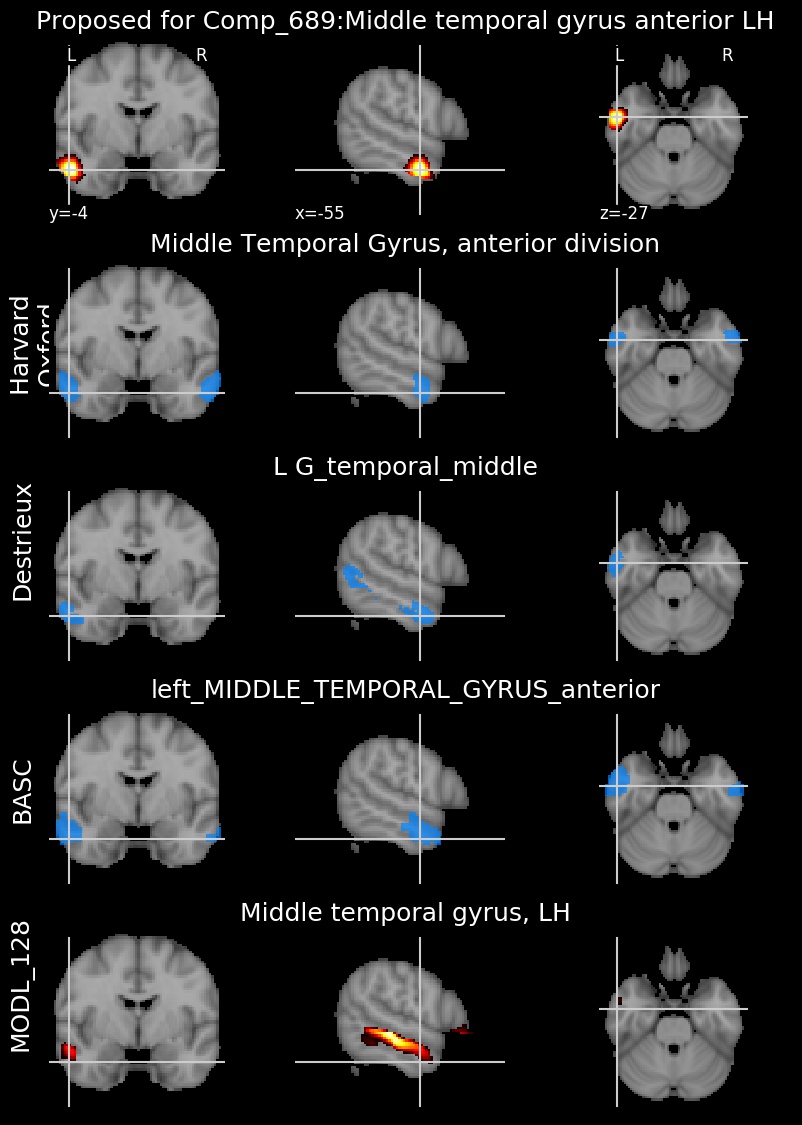 Proposed for Comp_689:Middle temporal gyrus anterior LH
L R L R
y=-4 x=-55 z=-27
Middle Temporal Gyrus, anterior division
Harvard
Oxford
L G_temporal_middle
Destrieux
left_MIDDLE_TEMPORAL_GYRUS_anterior
BASC
Middle temporal gyrus, LH
MODL_128